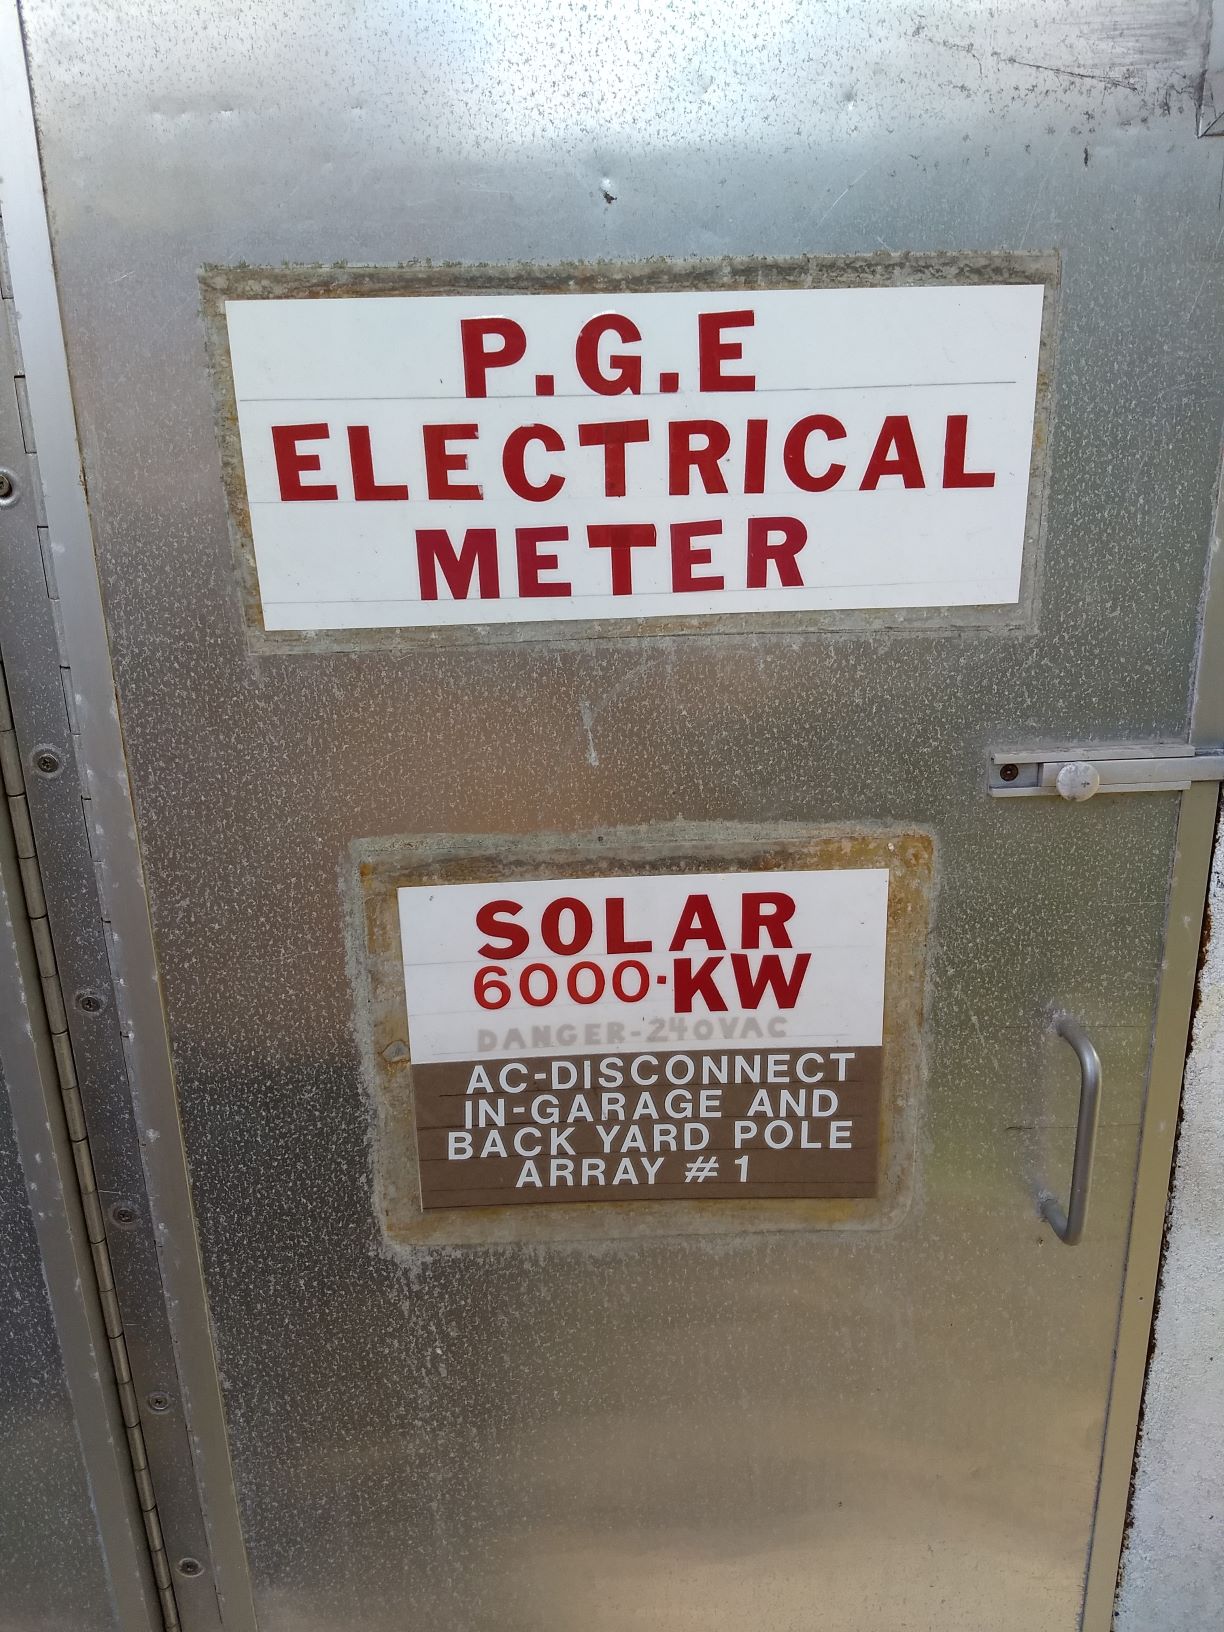 P.G.E
ELECTRICAL
METER
SOLAR
6000·KW
DANGER-240VAC
AC-DISCONNECT
IN-GARAGE AND
BACK YARD POLE
ARRAY #1